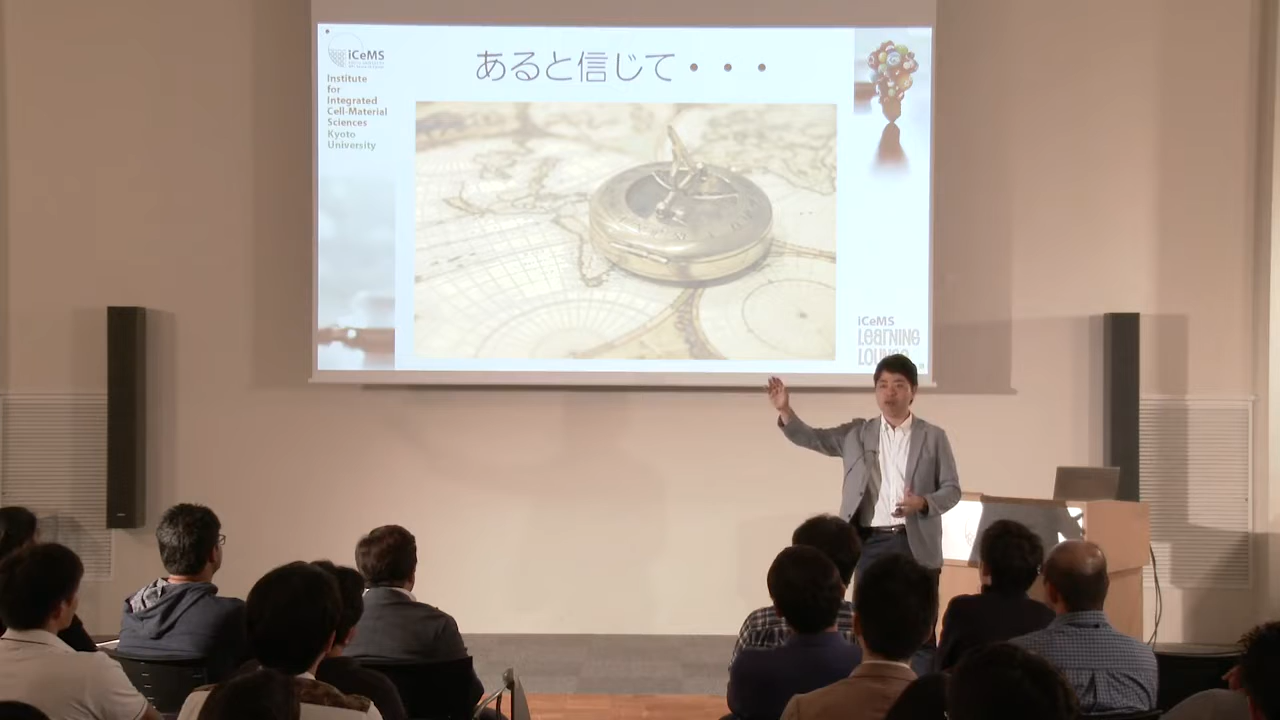 あると信じて・・・
iCeMS
Institute
for
Integrated
Cell-Material
Sciences
Kyoto
University
iCeMS
LEARNING
LOUNGE